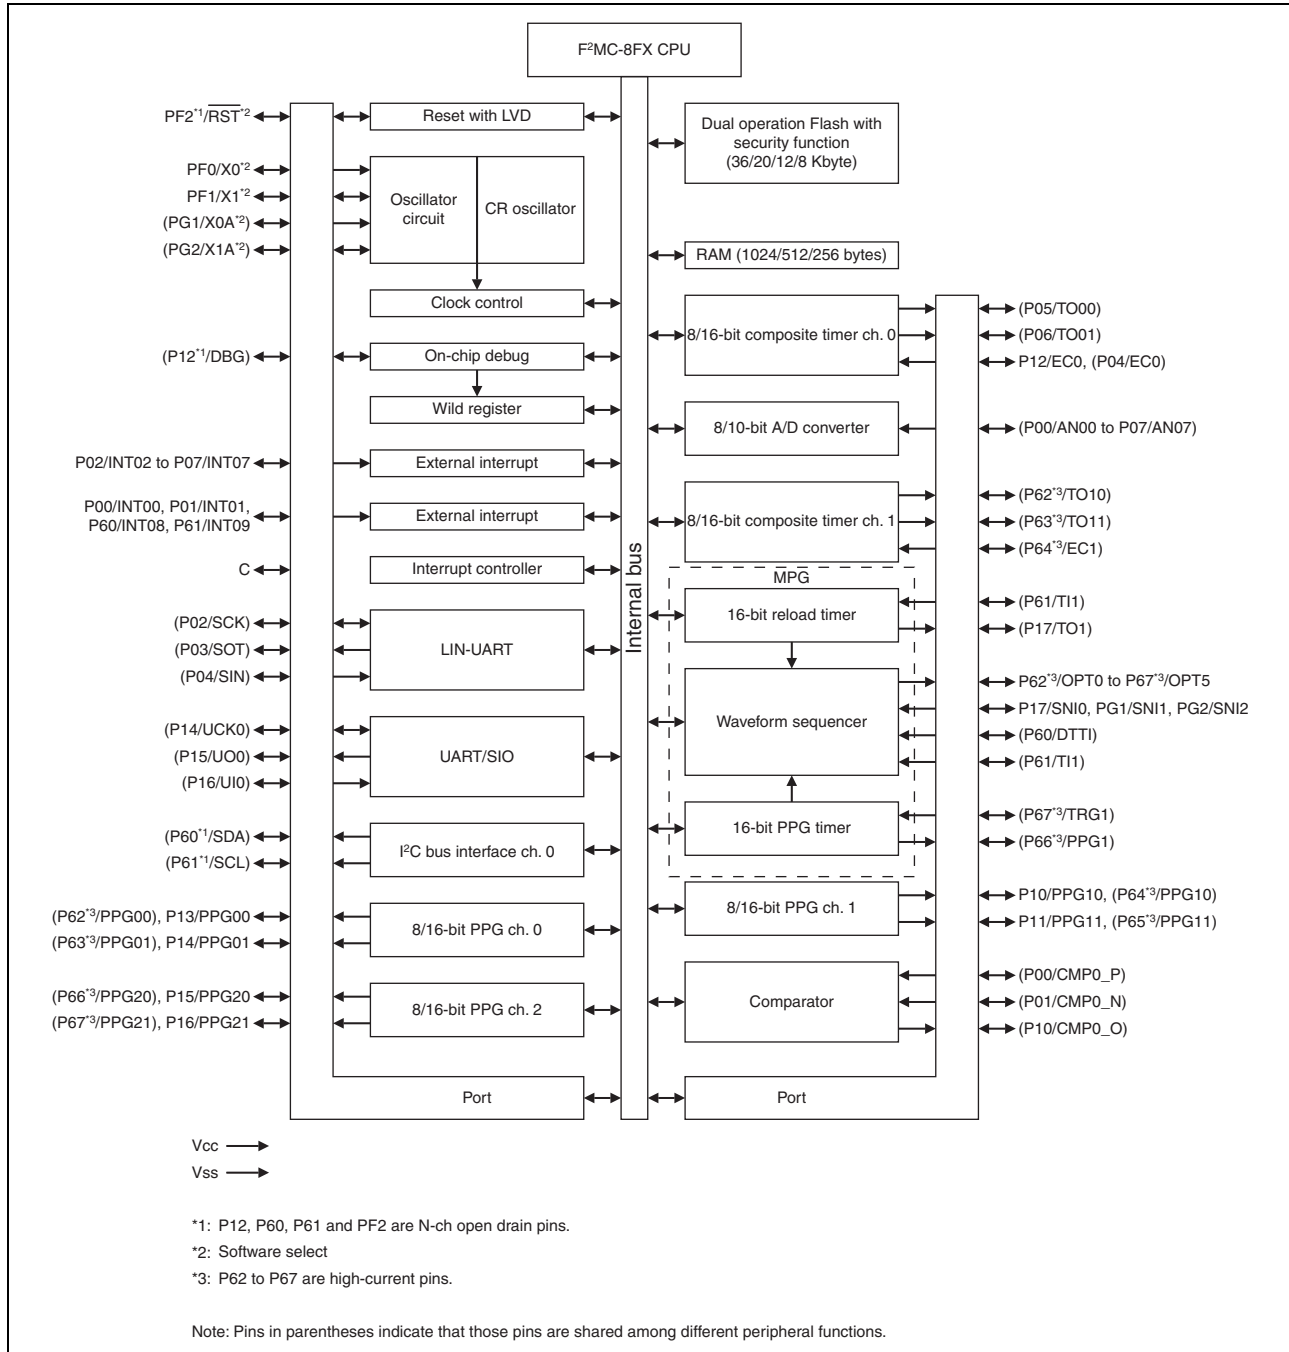 F²MC-8FX CPU
PF2*1/RST*2
PF0/X0*2
PF1/X1*2
(PG1/X0A*2)
(PG2/X1A*2)
(P12*1/DBG)
P02/INT02 to P07/INT07
P00/INT00, P01/INT01,
P60/INT08, P61/INT09
C
(P02/SCK)
(P03/SOT)
(P04/SIN)
(P14/UCK0)
(P15/UO0)
(P16/UI0)
(P60*1/SDA)
(P61*1/SCL)
(P62*3/PPG00), P13/PPG00
(P63*3/PPG01), P14/PPG01
(P66*3/PPG20), P15/PPG20
(P67*3/PPG21), P16/PPG21
Reset with LVD
Oscillator
circuit
CR oscillator
Clock control
On-chip debug
Wild register
External interrupt
External interrupt
Interrupt controller
LIN-UART
UART/SIO
I²C bus interface ch. 0
8/16-bit PPG ch. 0
8/16-bit PPG ch. 2
Port
Internal bus
Dual operation Flash with
security function
(36/20/12/8 Kbyte)
RAM (1024/512/256 bytes)
8/16-bit composite timer ch. 0
8/10-bit A/D converter
8/16-bit composite timer ch. 1
MPG
16-bit reload timer
Waveform sequencer
16-bit PPG timer
8/16-bit PPG ch. 1
Comparator
Port
(P05/TO00)
(P06/TO01)
P12/EC0, (P04/EC0)
(P00/AN00 to P07/AN07)
(P62*3/TO10)
(P63*3/TO11)
(P64*3/EC1)
(P61/TI1)
(P17/TO1)
P62*3/OPT0 to P67*3/OPT5
P17/SNI0, PG1/SNI1, PG2/SNI2
(P60/DTTI)
(P61/TI1)
(P67*3/TRG1)
(P66*3/PPG1)
P10/PPG10, (P64*3/PPG10)
P11/PPG11, (P65*3/PPG11)
(P00/CMP0_P)
(P01/CMP0_N)
(P10/CMP0_O)
Vcc
Vss
*1: P12, P60, P61 and PF2 are N-ch open drain pins.
*2: Software select
*3: P62 to P67 are high-current pins.
Note: Pins in parentheses indicate that those pins are shared among different peripheral functions.